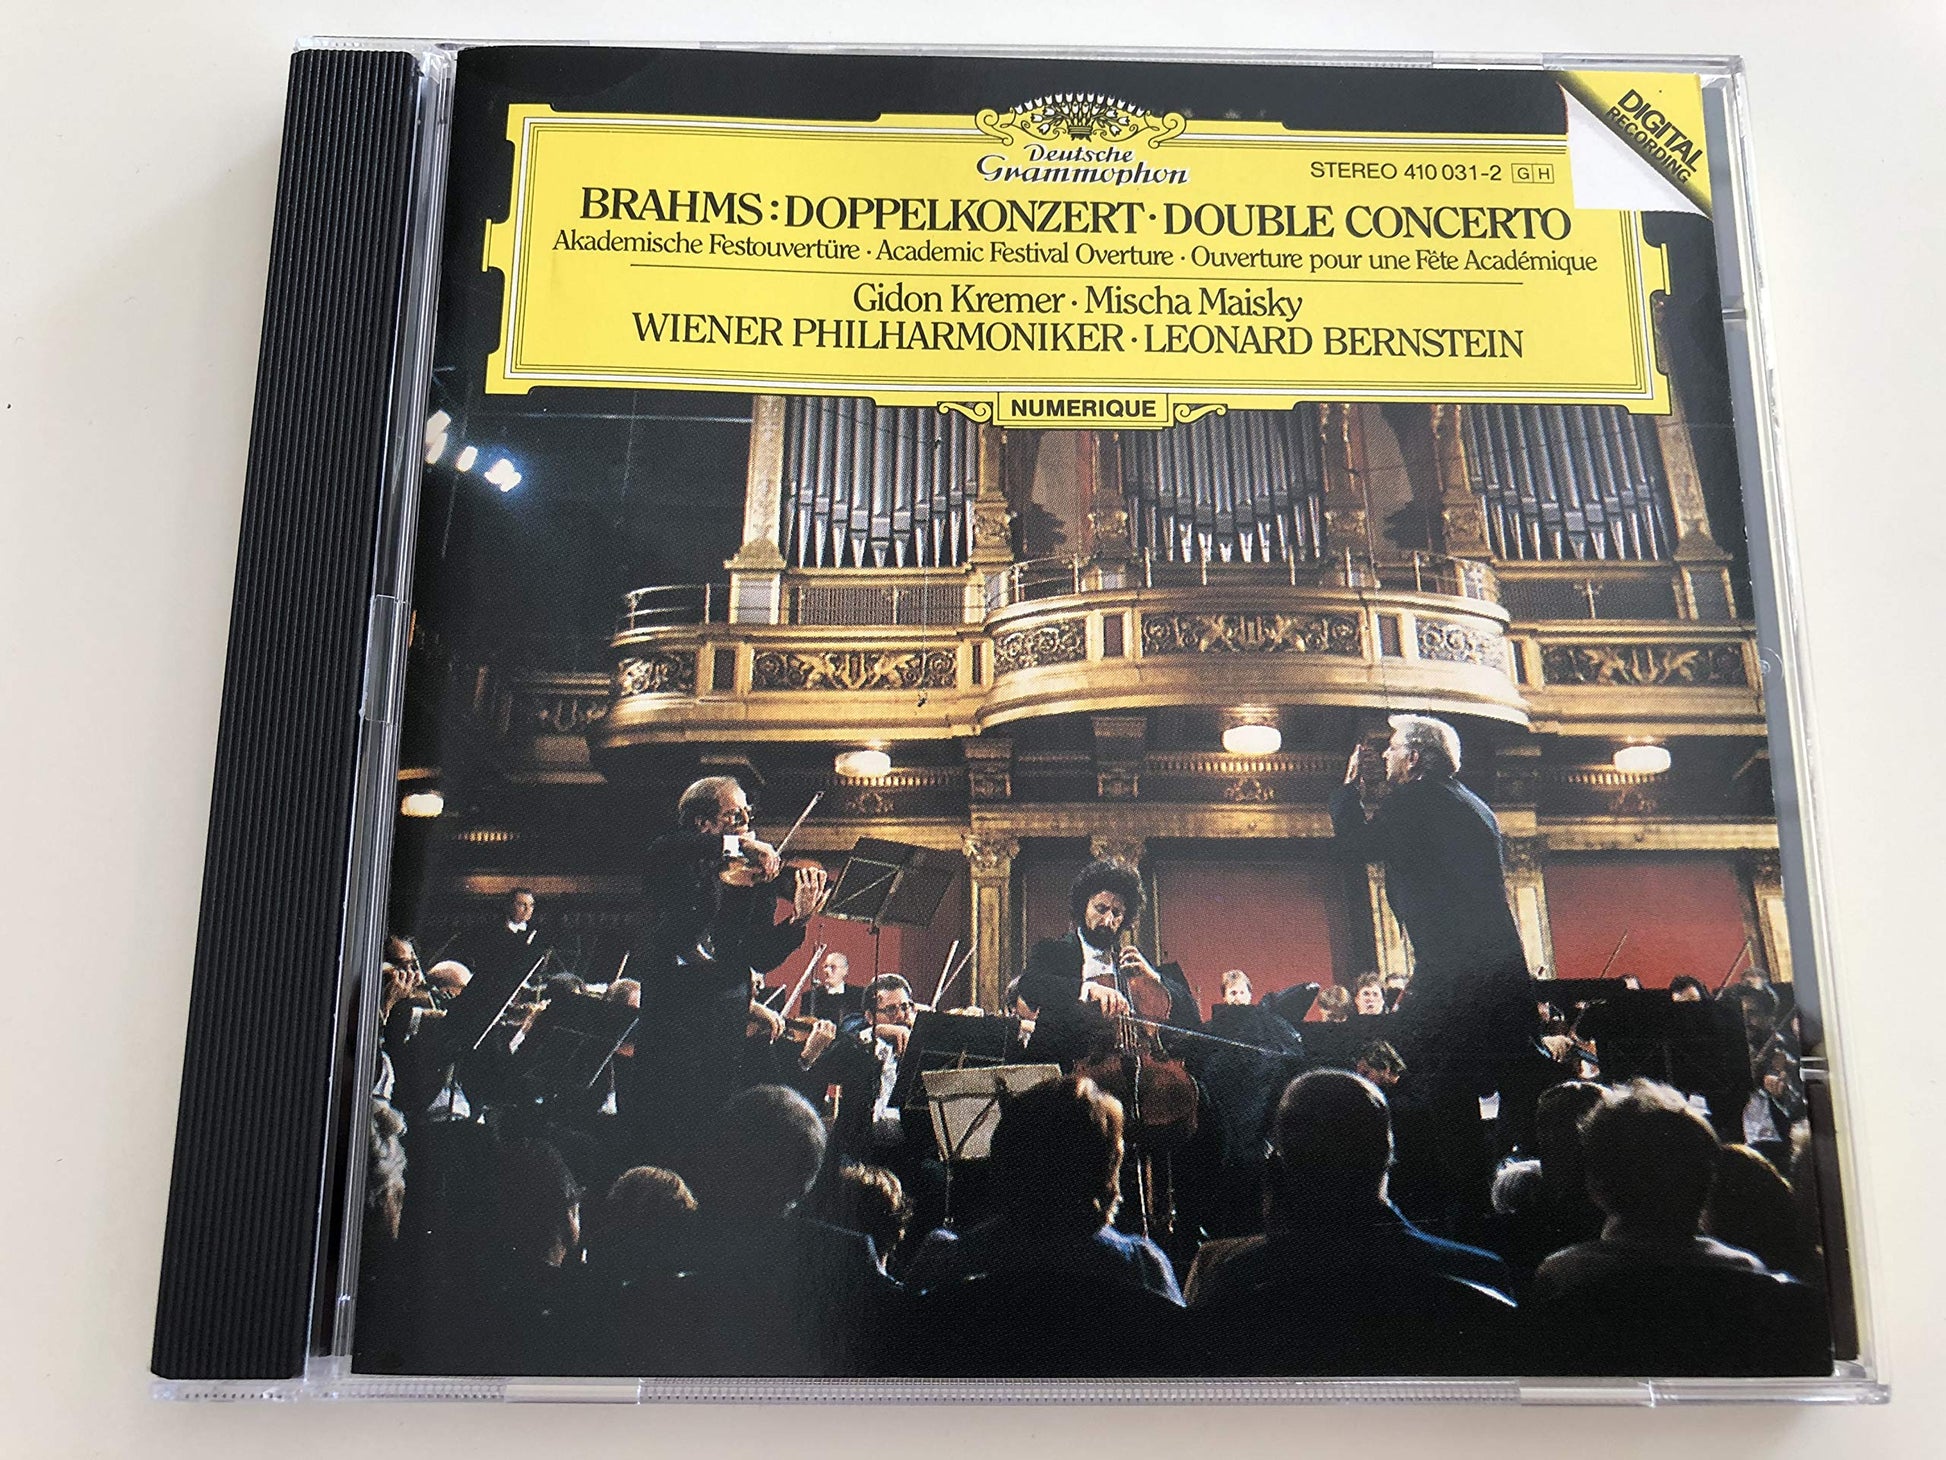 DIGITAL
RECORDING
Deutsche
Grammophon
STEREO 410 031-2 GH
BRAHMS: DOPPELKONZERT · DOUBLE CONCERTO
Akademische Festouvertüre · Academic Festival Overture · Ouverture pour une Fête Académique
Gidon Kremer · Mischa Maisky
WIENER PHILHARMONIKER · LEONARD BERNSTEIN
NUMERIQUE